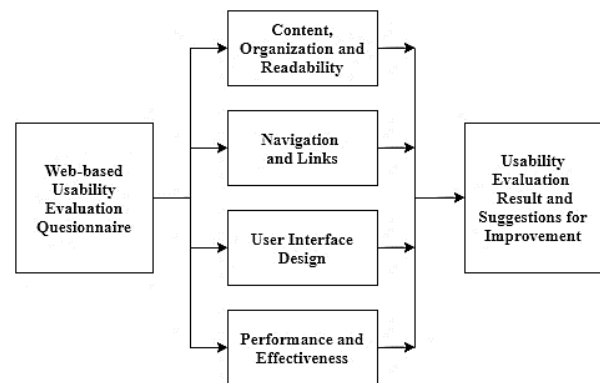 Web-based
Usability
Evaluation
Quesionnaire
Content,
Organization and
Readability
Navigation
and Links
User Interface
Design
Performance and
Effectiveness
Usability
Evaluation
Result and
Suggestions for
Improvement